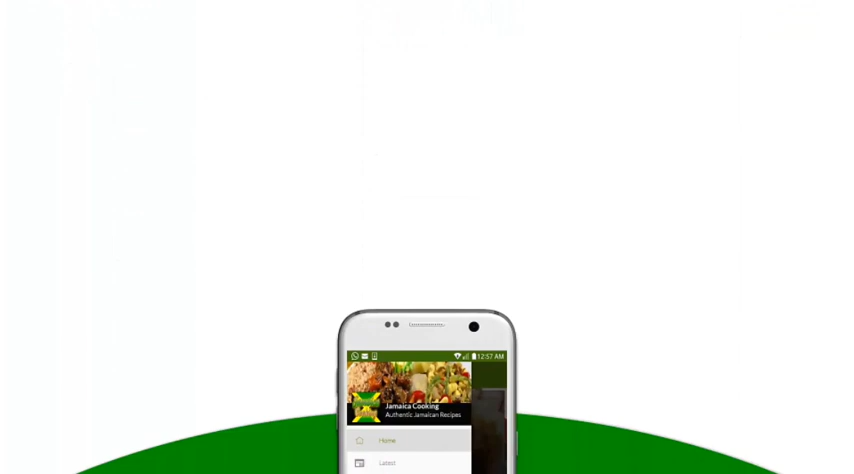 12:57 AM
Jamaica Cooking
Authentic Jamaican Recipes
Home
Latest